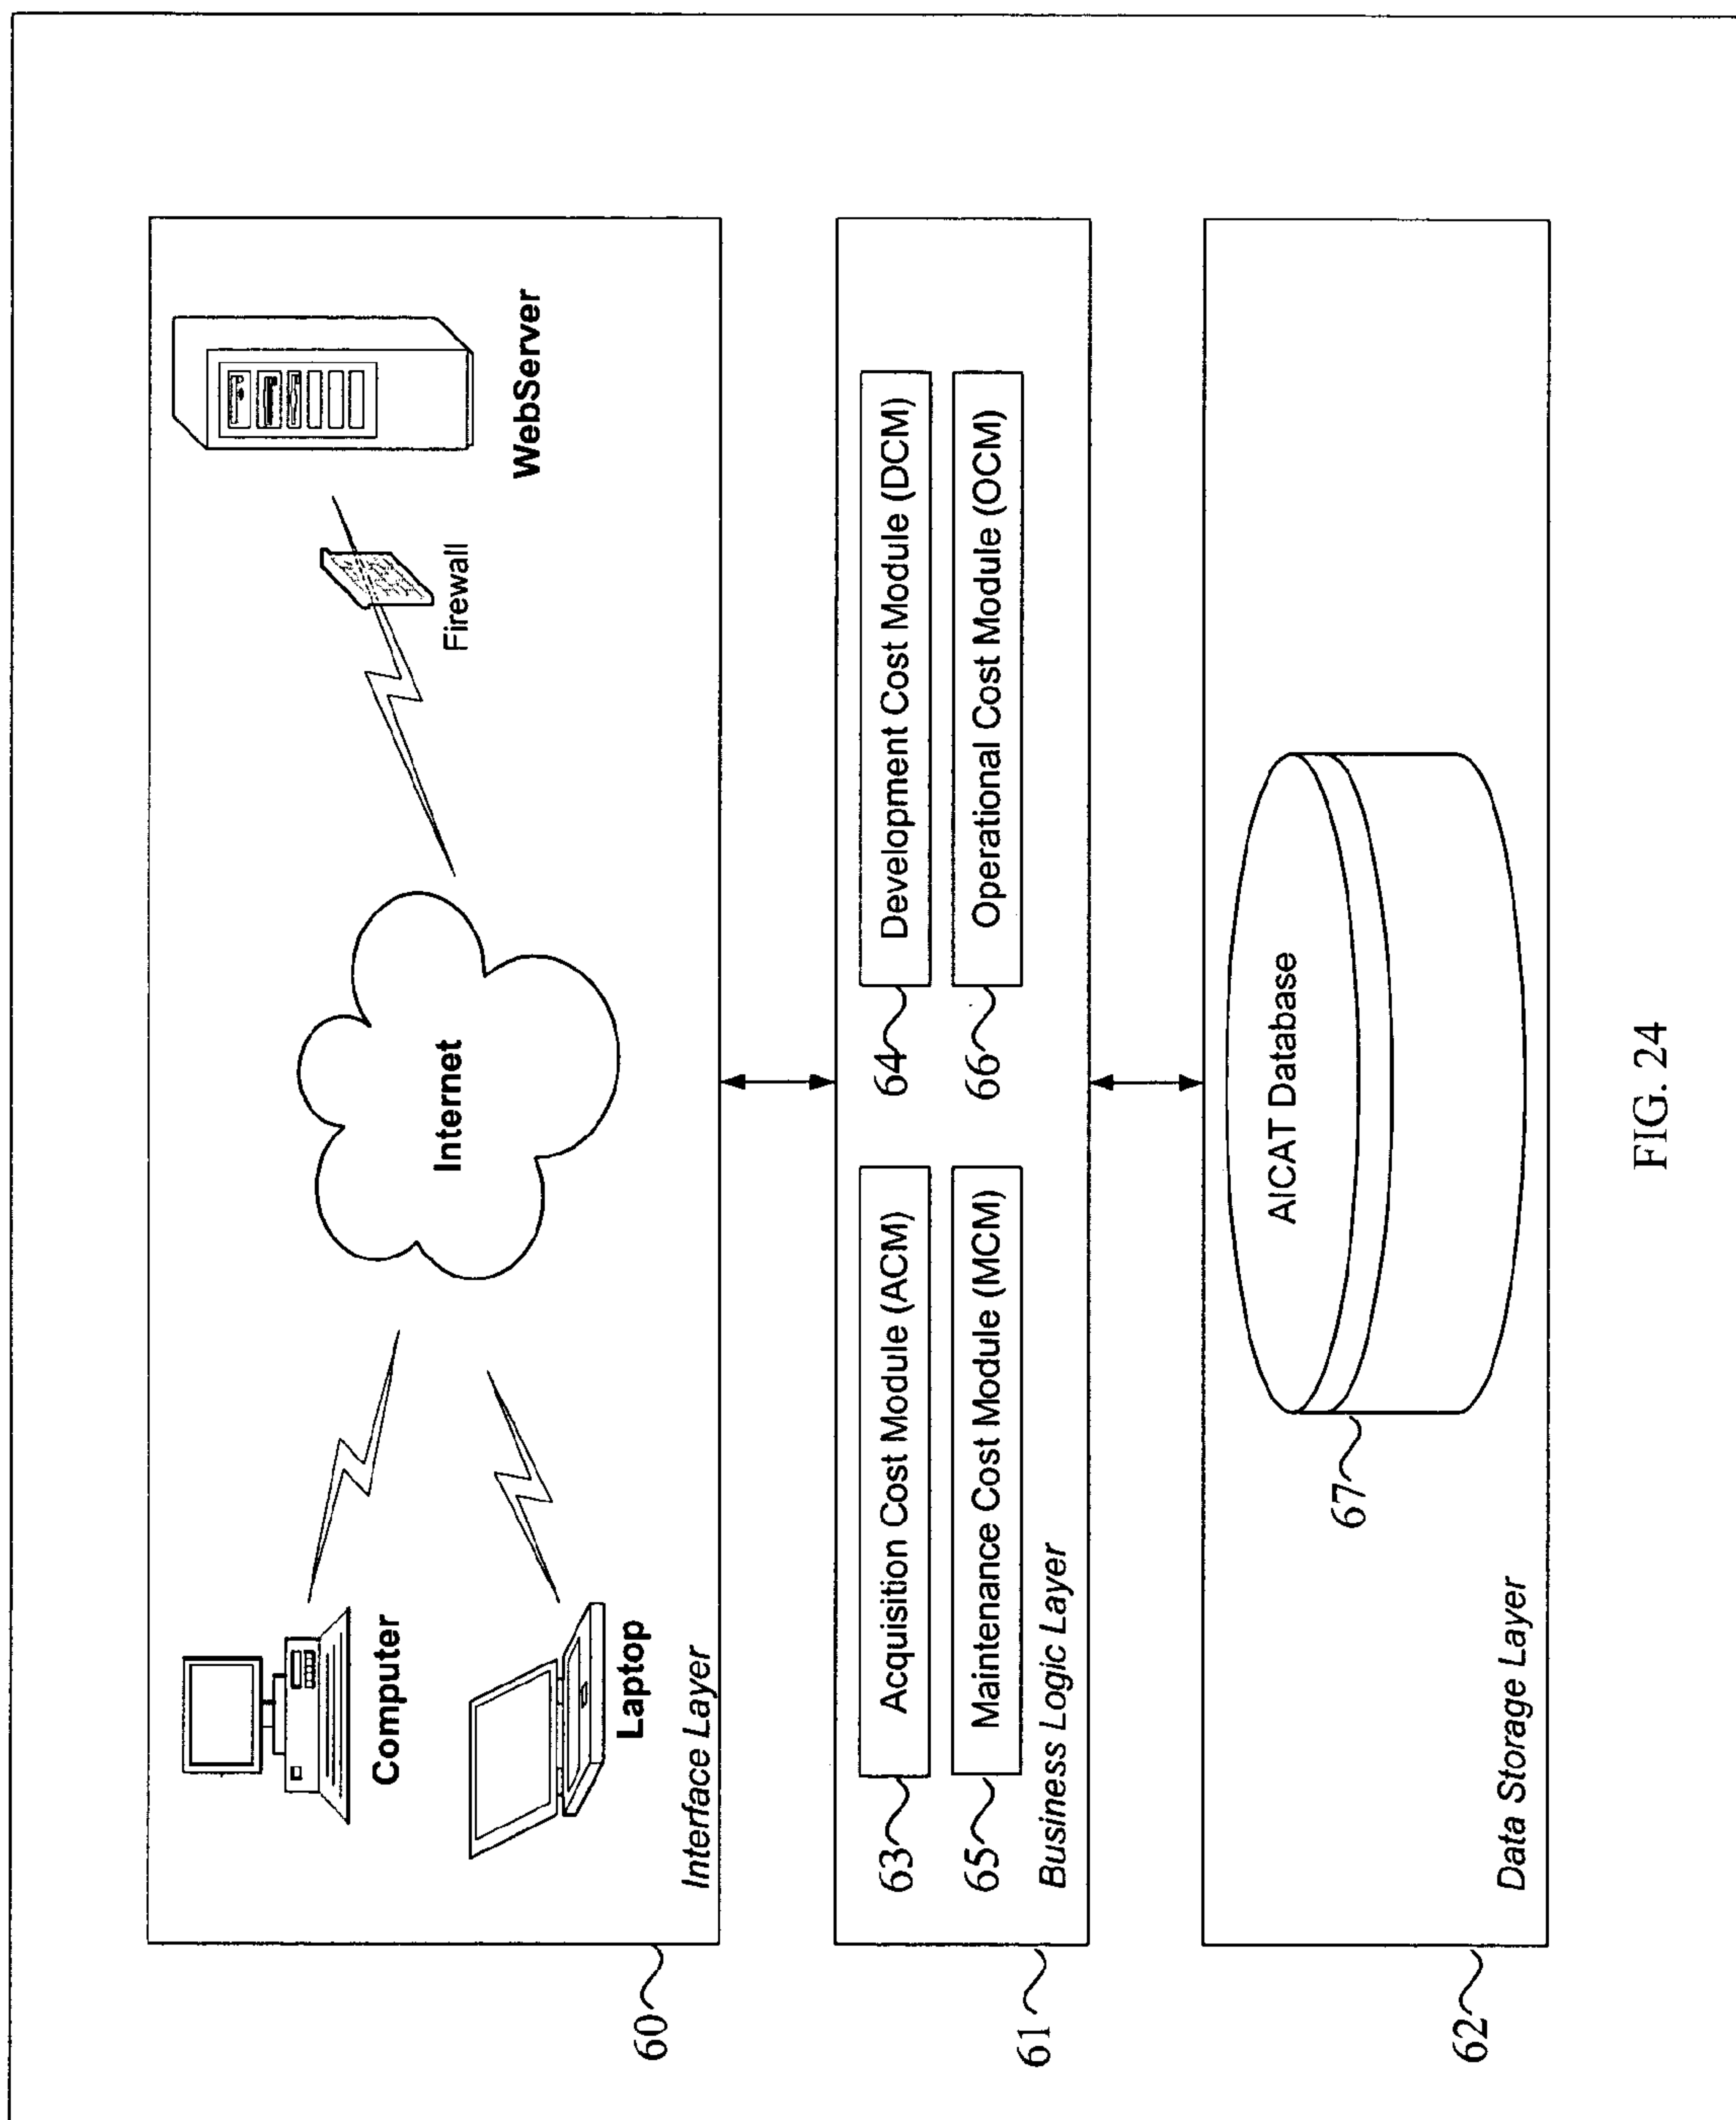 WebServer
Firewall
Internet
Computer
Laptop
Interface Layer
60
63
Acquisition Cost Module (ACM)
64
Development Cost Module (DCM)
65
Maintenance Cost Module (MCM)
66
Operational Cost Module (OCM)
Business Logic Layer
61
AICAT Database
67
Data Storage Layer
62
FIG. 24